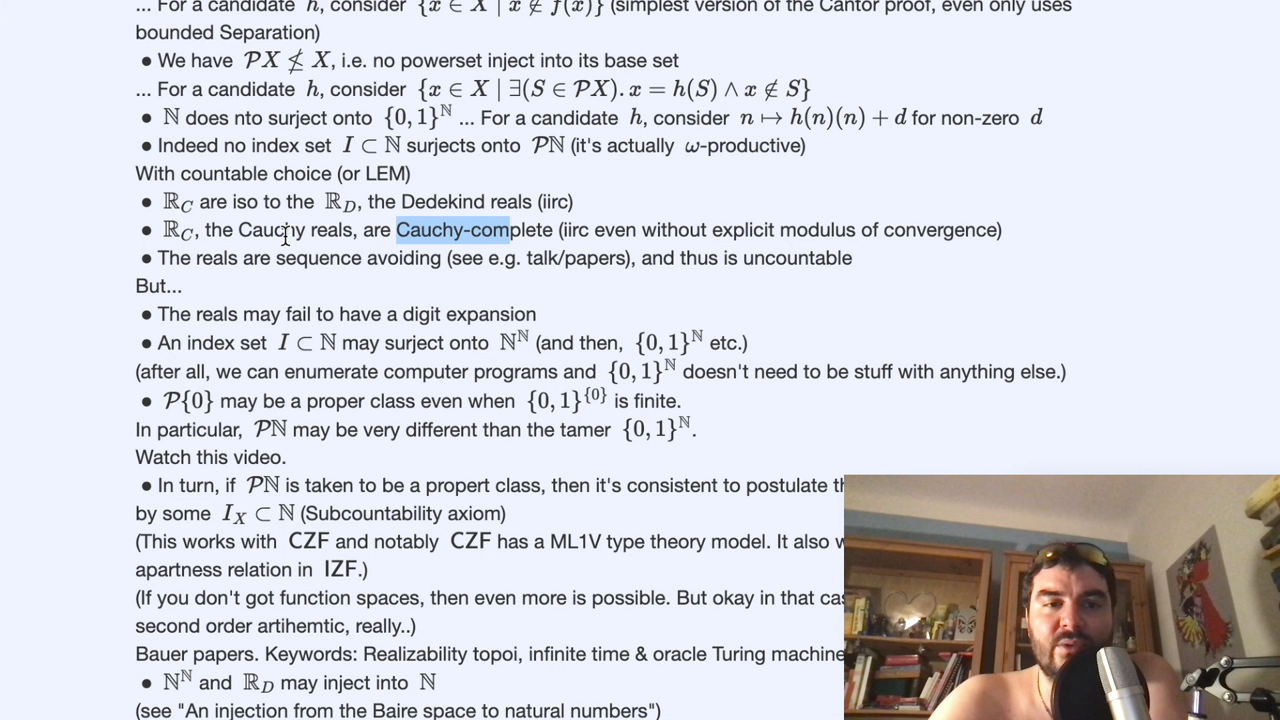 ... For a candidate h, consider {x ∈ X | x ∉ f(x)} (simplest version of the Cantor proof, even only uses
bounded Separation)
● We have 𝒫X ≰ X, i.e. no powerset inject into its base set
... For a candidate h, consider {x ∈ X | ∃(S ∈ 𝒫X). x = h(S) ∧ x ∉ S}
● ℕ does nto surject onto {0, 1}^ℕ ... For a candidate h, consider n ↦ h(n)(n) + d for non-zero d
● Indeed no index set I ⊂ ℕ surjects onto 𝒫ℕ (it's actually ω-productive)
With countable choice (or LEM)
● ℝ_C are iso to the ℝ_D, the Dedekind reals (iirc)
● ℝ_C, the Cauchy reals, are Cauchy-complete (iirc even without explicit modulus of convergence)
● The reals are sequence avoiding (see e.g. talk/papers), and thus is uncountable
But...
● The reals may fail to have a digit expansion
● An index set I ⊂ ℕ may surject onto ℕ^ℕ (and then, {0, 1}^ℕ etc.)
(after all, we can enumerate computer programs and {0, 1}^ℕ doesn't need to be stuff with anything else.)
● 𝒫{0} may be a proper class even when {0, 1}^{0} is finite.
In particular, 𝒫ℕ may be very different than the tamer {0, 1}^ℕ.
Watch this video.
● In turn, if 𝒫ℕ is taken to be a propert class, then it's consistent to postulate
by some I_X ⊂ ℕ (Subcountability axiom)
(This works with CZF and notably CZF has a ML1V type theory model. It also
apartness relation in IZF.)
(If you don't got function spaces, then even more is possible. But okay in that
second order artihemtic, really..)
Bauer papers. Keywords: Realizability topoi, infinite time & oracle Turing machine
● ℕ^ℕ and ℝ_D may inject into ℕ
(see "An injection from the Baire space to natural numbers")